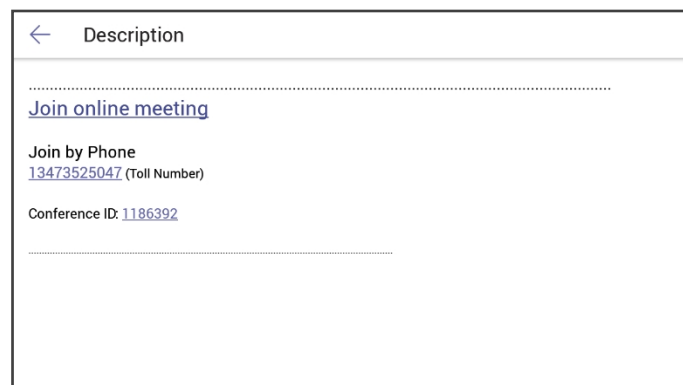 Description
Join online meeting
Join by Phone
13473525047 (Toll Number)
Conference ID: 1186392